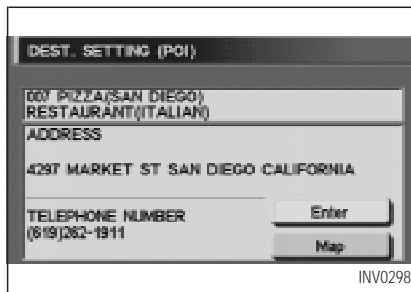 DEST. SETTING (POI)
007 PIZZA(SAN DIEGO)
RESTAURANT(ITALIAN)
ADDRESS
4297 MARKET ST SAN DIEGO CALIFORNIA
TELEPHONE NUMBER
(619)262-1911
Enter
Map
INV0298